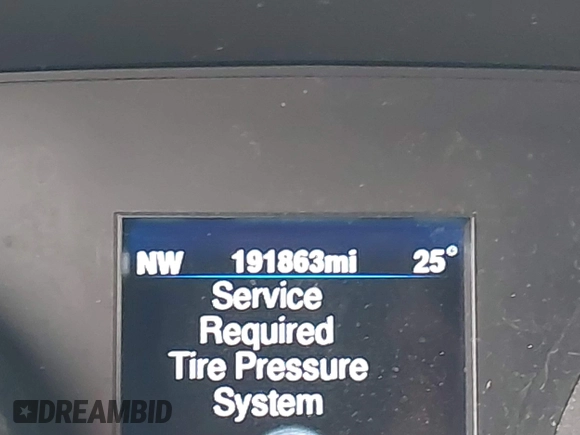 NW 191863mi 25°
Service
Required
Tire Pressure
System
DREAMBID